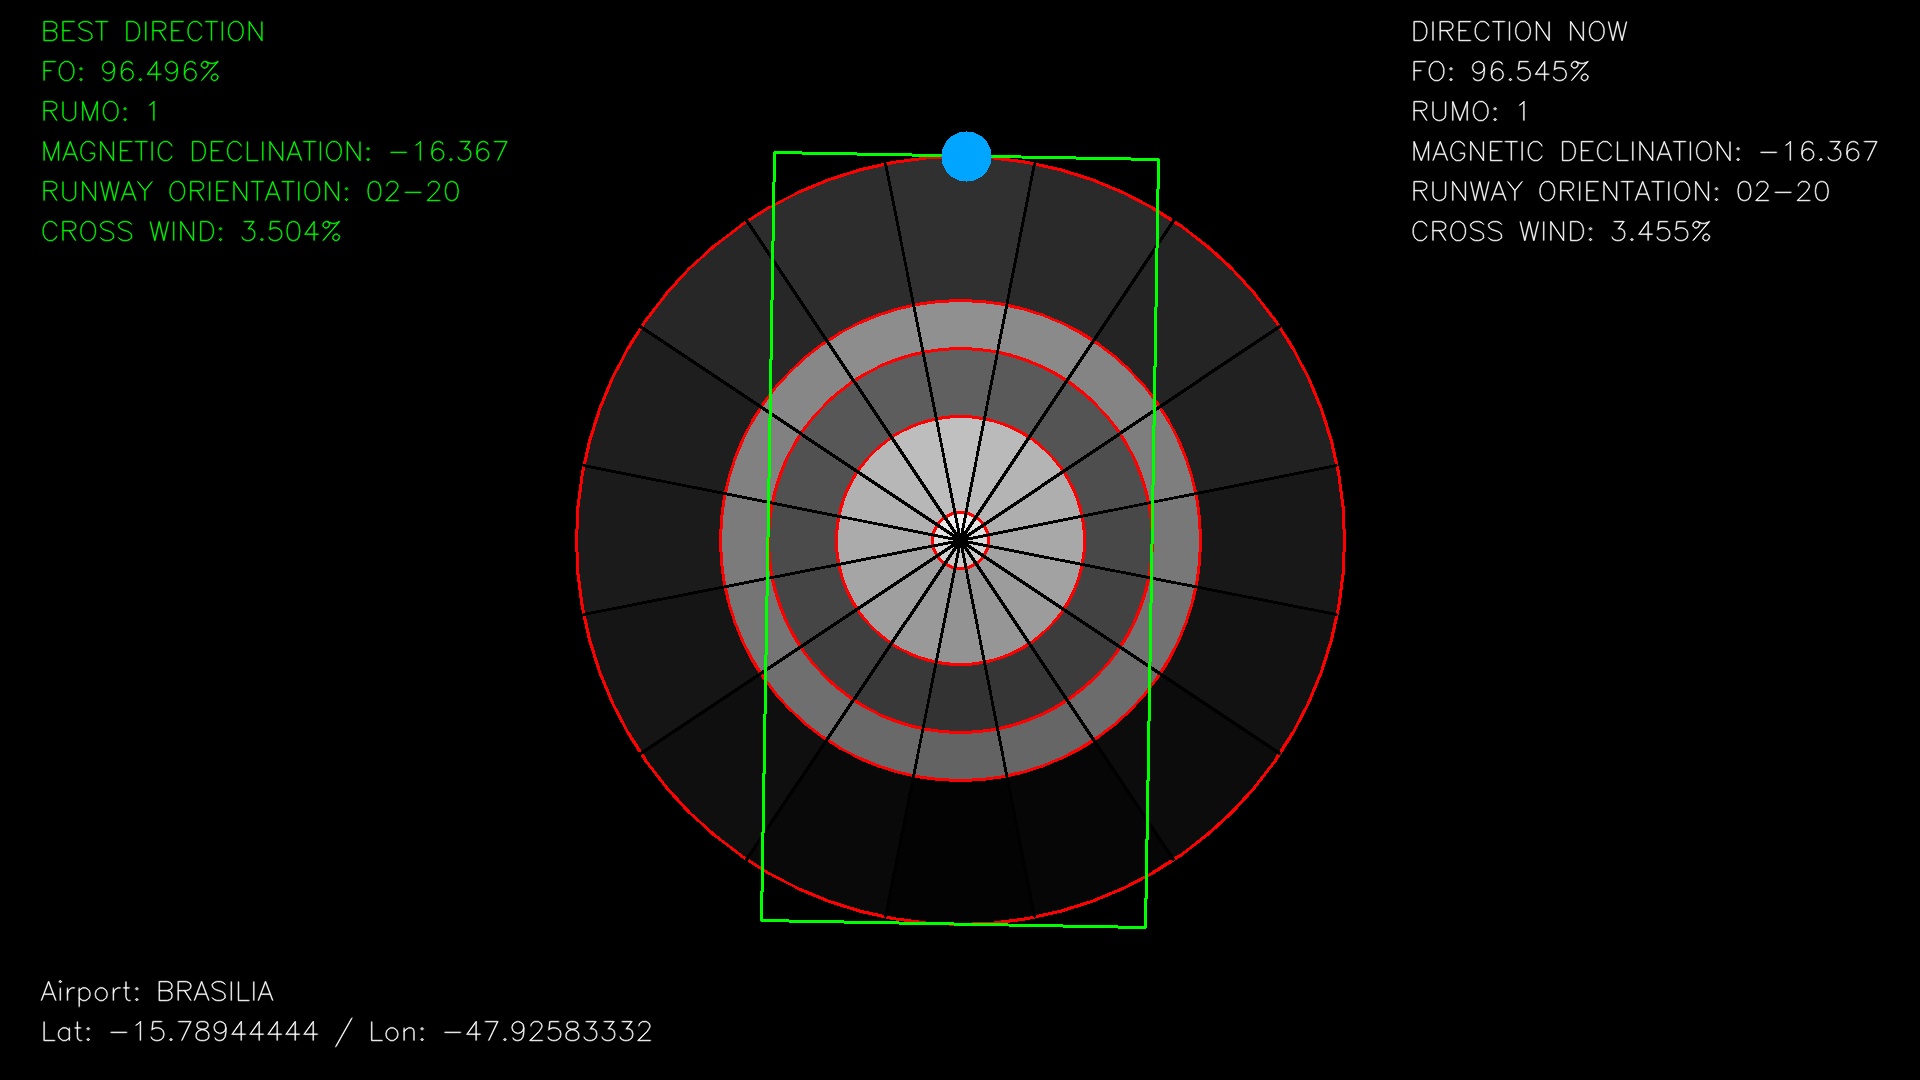 BEST DIRECTION
FO: 96.496%
RUMO: 1
MAGNETIC DECLINATION: -16.367
RUNWAY ORIENTATION: 02-20
CROSS WIND: 3.504%
DIRECTION NOW
FO: 96.545%
RUMO: 1
MAGNETIC DECLINATION: -16.367
RUNWAY ORIENTATION: 02-20
CROSS WIND: 3.455%
Airport: BRASILIA
Lat: -15.78944444 / Lon: -47.92583332